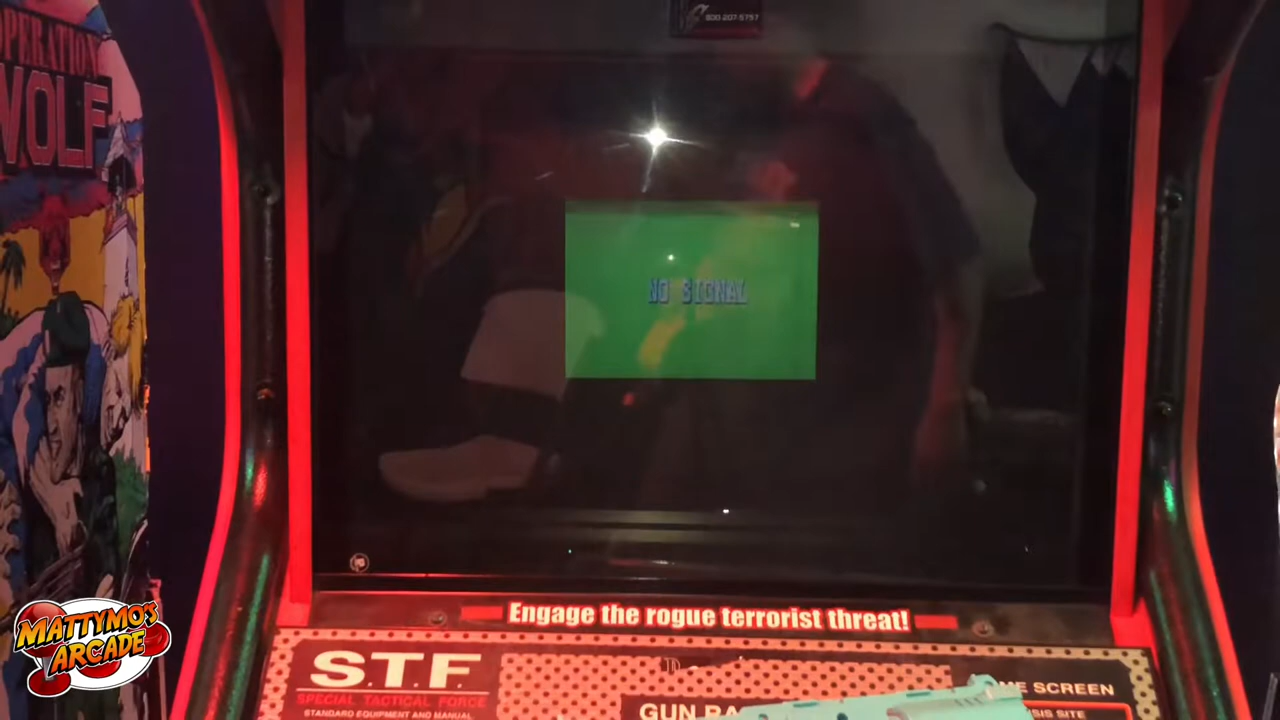 800-207-5757
OPERATION
WOLF
NO SIGNAL
Engage the rogue terrorist threat!
S.T.F.
SPECIAL TACTICAL FORCE
STANDARD EQUIPMENT AND MANUAL
GUN
SCREEN
SITE
MATTYMO'S
ARCADE